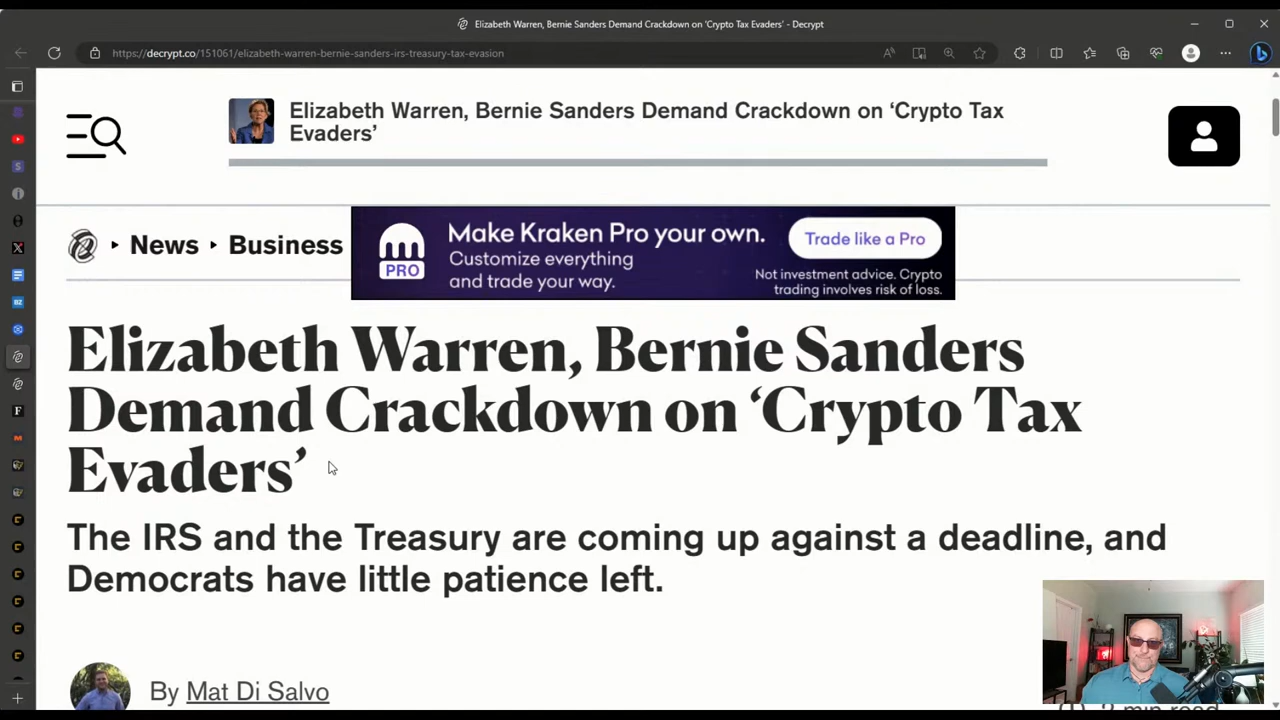 Elizabeth Warren, Bernie Sanders Demand Crackdown on ‘Crypto Tax Evaders’ - Decrypt
https://decrypt.co/151061/elizabeth-warren-bernie-sanders-irs-treasury-tax-evasion
Elizabeth Warren, Bernie Sanders Demand Crackdown on ‘Crypto Tax
Evaders’
News
Business
PRO
Make Kraken Pro your own.
Customize everything
and trade your way.
Trade like a Pro
Not investment advice. Crypto
trading involves risk of loss.
Elizabeth Warren, Bernie Sanders
Demand Crackdown on ‘Crypto Tax
Evaders’
The IRS and the Treasury are coming up against a deadline, and
Democrats have little patience left.
By Mat Di Salvo